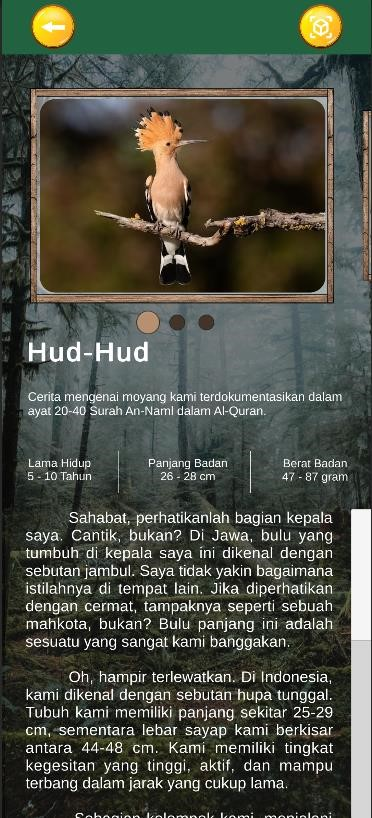 Hud-Hud
Cerita mengenai moyang kami terdokumentasikan dalam
ayat 20-40 Surah An-Naml dalam Al-Quran.
Lama Hidup
5 - 10 Tahun
Panjang Badan
26 - 28 cm
Berat Badan
47 - 87 gram
Sahabat, perhatikanlah bagian kepala
saya. Cantik, bukan? Di Jawa, bulu yang
tumbuh di kepala saya ini dikenal dengan
sebutan jambul. Saya tidak yakin bagaimana
istilahnya di tempat lain. Jika diperhatikan
dengan cermat, tampaknya seperti sebuah
mahkota, bukan? Bulu panjang ini adalah
sesuatu yang sangat kami banggakan.
Oh, hampir terlewatkan. Di Indonesia,
kami dikenal dengan sebutan hupa tunggal.
Tubuh kami memiliki panjang sekitar 25-29
cm, sementara lebar sayap kami berkisar
antara 44-48 cm. Kami memiliki tingkat
kegesitan yang tinggi, aktif, dan mampu
terbang dalam jarak yang cukup lama.
Sebagian kelompok kami menjalani